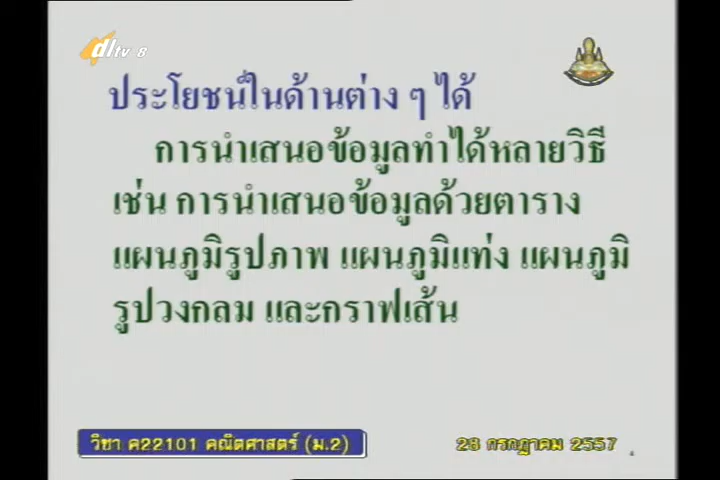 dltv-8
ประโยชน์ในด้านต่าง ๆ ได้
การนำเสนอข้อมูลทำได้หลายวิธี
เช่น การนำเสนอข้อมูลด้วยตาราง
แผนภูมิรูปภาพ แผนภูมิแท่ง แผนภูมิ
รูปวงกลม และกราฟเส้น
วิชา ค22101 คณิตศาสตร์ (ม.2)
28 กรกฎาคม 2557